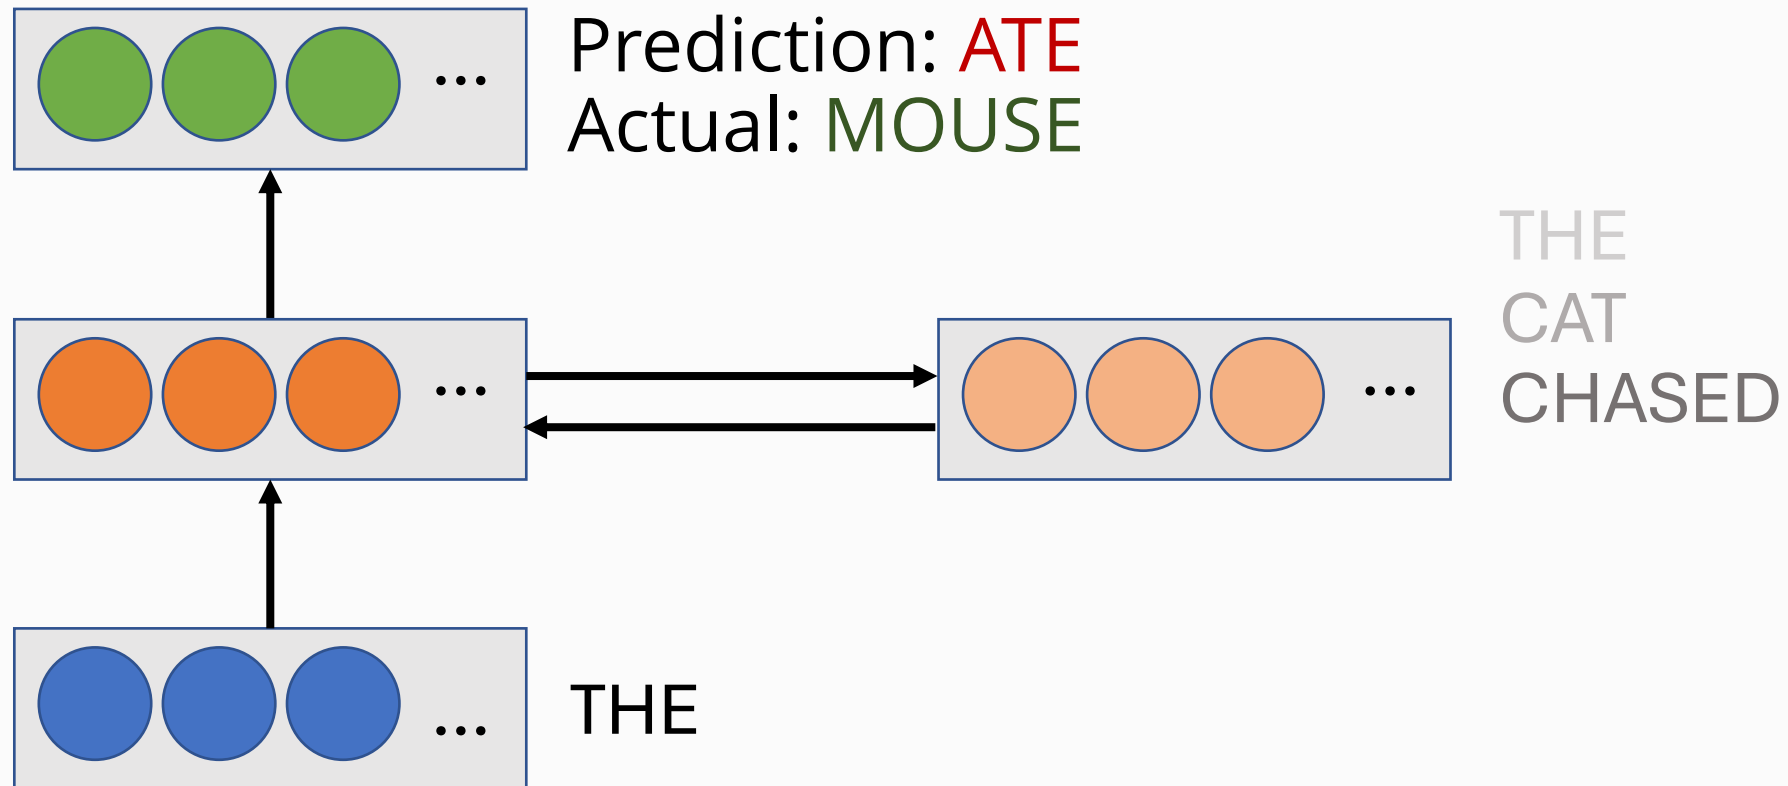 Prediction: ATE
Actual: MOUSE
THE
CAT
CHASED
THE